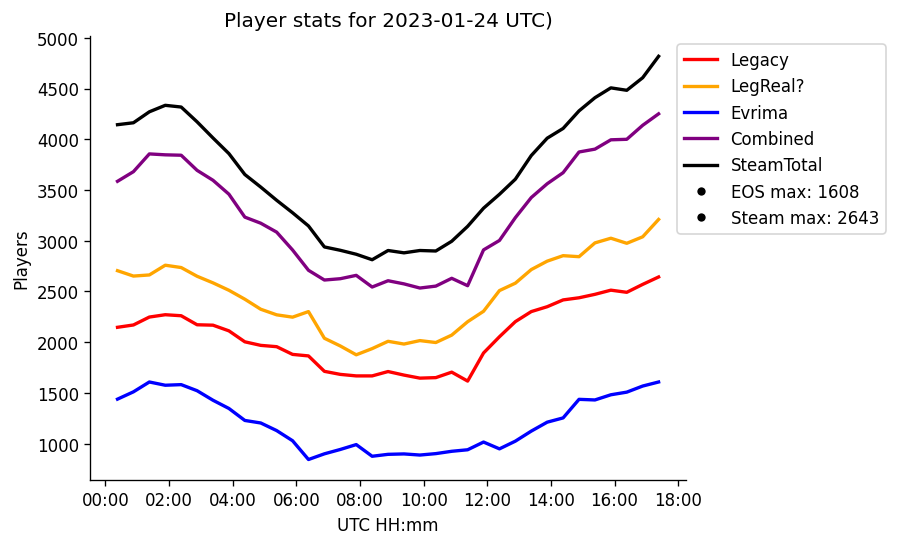 Player stats for 2023-01-24 UTC)
5000
4500
4000
3500
3000
2500
2000
1500
1000
Players
00:00 02:00 04:00 06:00 08:00 10:00 12:00 14:00 16:00 18:00
UTC HH:mm
Legacy
LegReal?
Evrima
Combined
SteamTotal
EOS max: 1608
Steam max: 2643